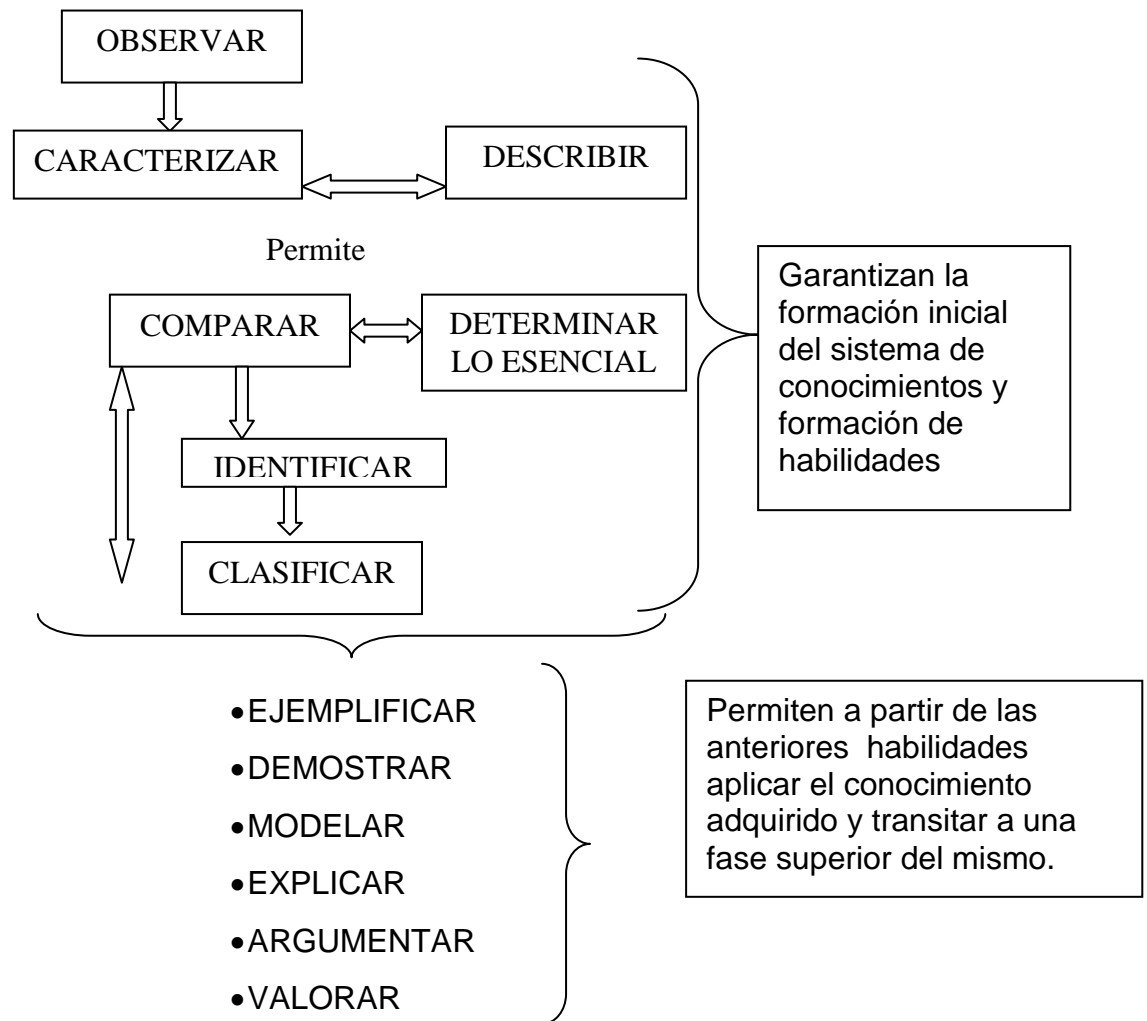 OBSERVAR
CARACTERIZAR
DESCRIBIR
Permite
COMPARAR
DETERMINAR
LO ESENCIAL
IDENTIFICAR
CLASIFICAR
Garantizan la
formación inicial
del sistema de
conocimientos y
formación de
habilidades
•EJEMPLIFICAR
•DEMOSTRAR
•MODELAR
•EXPLICAR
•ARGUMENTAR
•VALORAR
Permiten a partir de las
anteriores habilidades
aplicar el conocimiento
adquirido y transitar a una
fase superior del mismo.